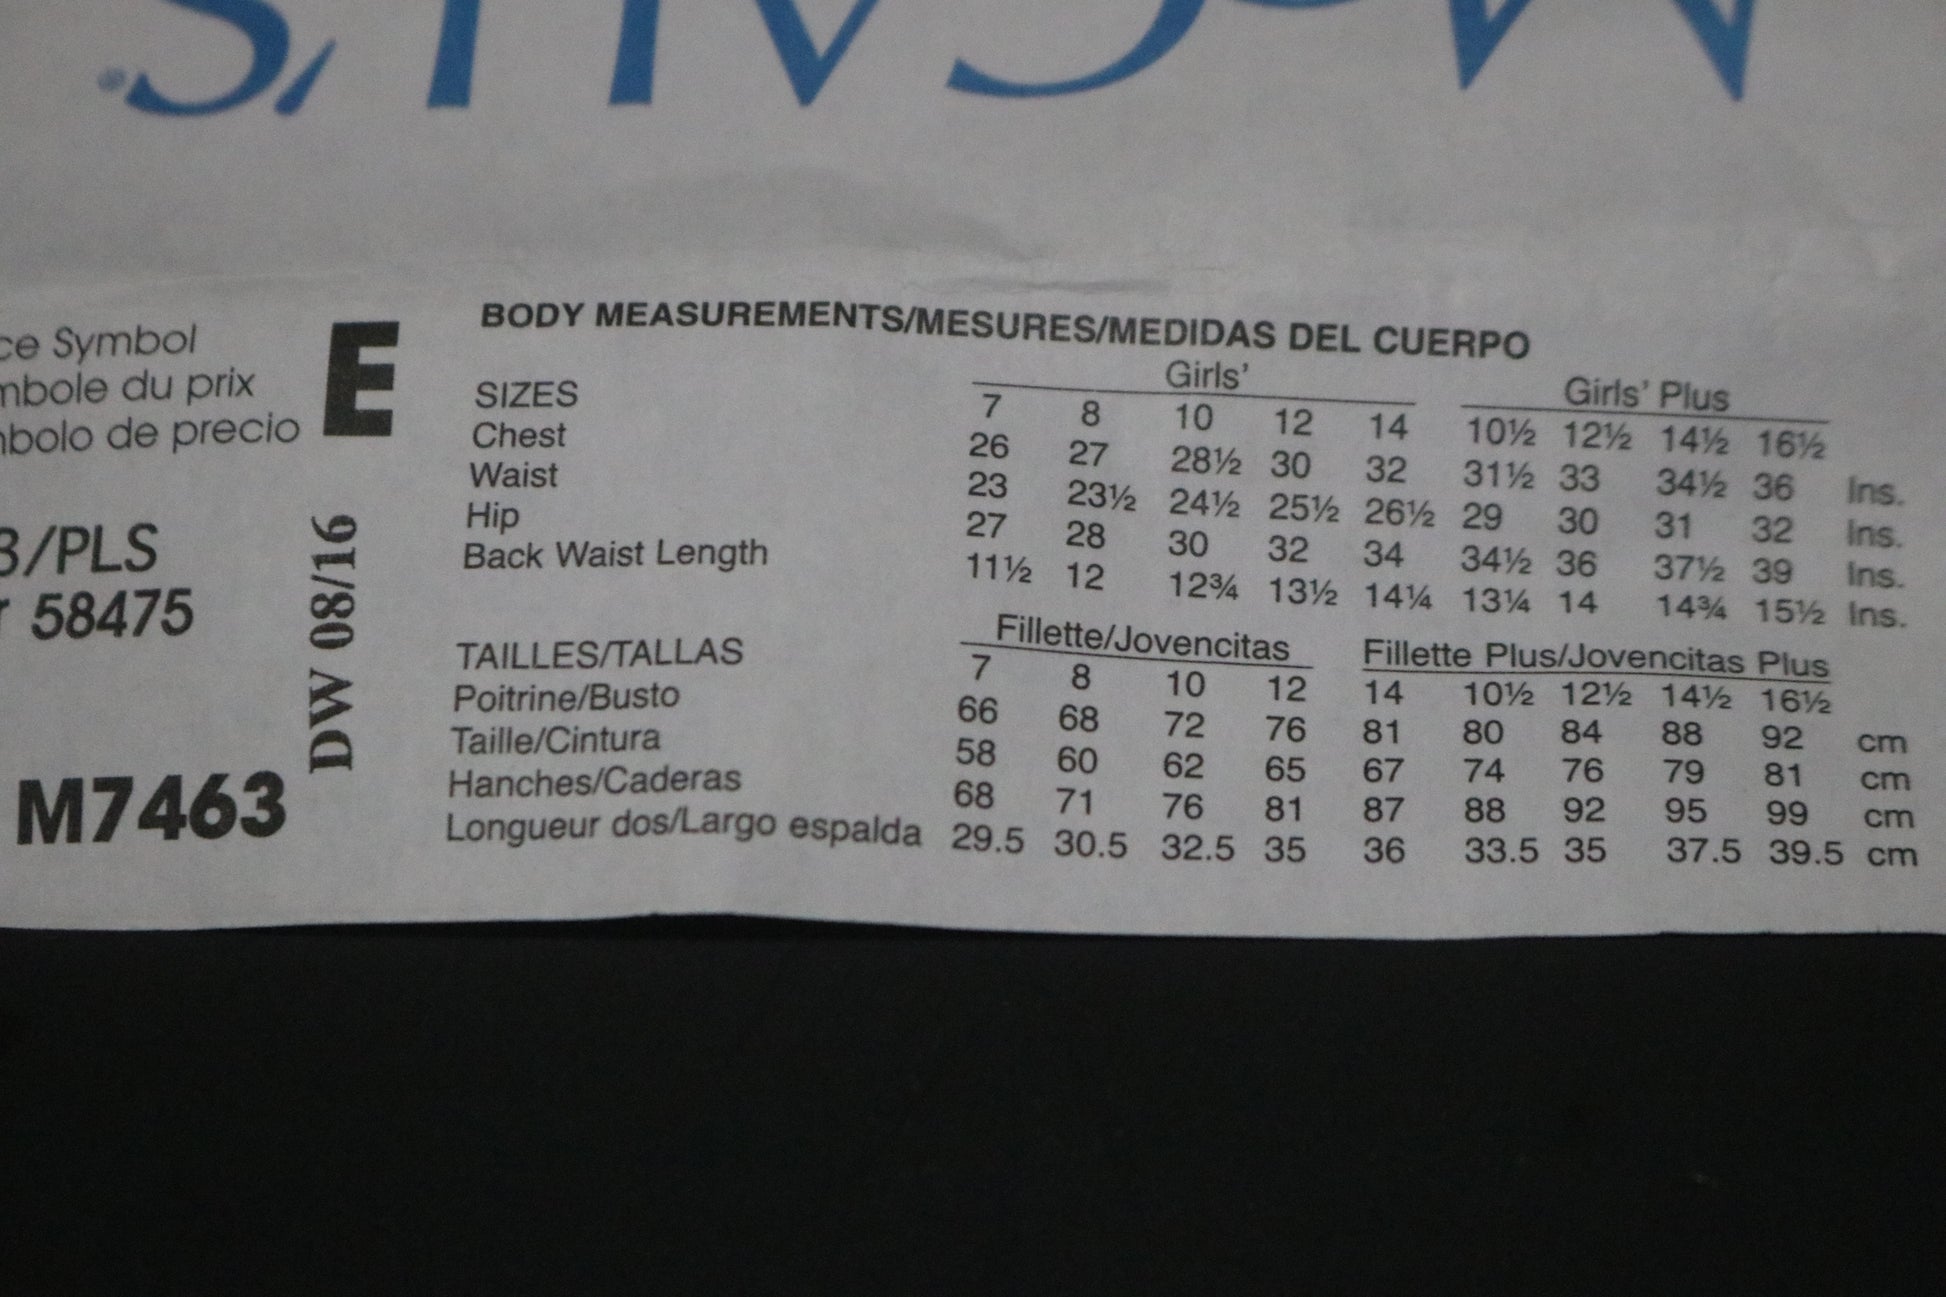 McCALL'S®
BODY MEASUREMENTS/MESURES/MEDIDAS DEL CUERPO
Girls' Girls' Plus
SIZES 7 8 10 12 14 10½ 12½ 14½ 16½
Chest 26 27 28½ 30 32 31½ 33 34½ 36 Ins.
Waist 23 23½ 24½ 25½ 26½ 29 30 31 32 Ins.
Hip 27 28 30 32 34 34½ 36 37½ 39 Ins.
Back Waist Length 11½ 12 12¾ 13½ 14¼ 13¼ 14 14¾ 15½ Ins.
Fillette/Jovencitas Fillette Plus/Jovencitas Plus
TAILLES/TALLAS 7 8 10 12 14 10½ 12½ 14½ 16½
Poitrine/Busto 66 68 72 76 81 80 84 88 92 cm
Taille/Cintura 58 60 62 65 67 74 76 79 81 cm
Hanches/Caderas 68 71 76 81 87 88 92 95 99 cm
Longueur dos/Largo espalda 29.5 30.5 32.5 35 36 33.5 35 37.5 39.5 cm
ce Symbol
mbole du prix
mbolo de precio
E
/PLS
58475
DW 08/16
M7463